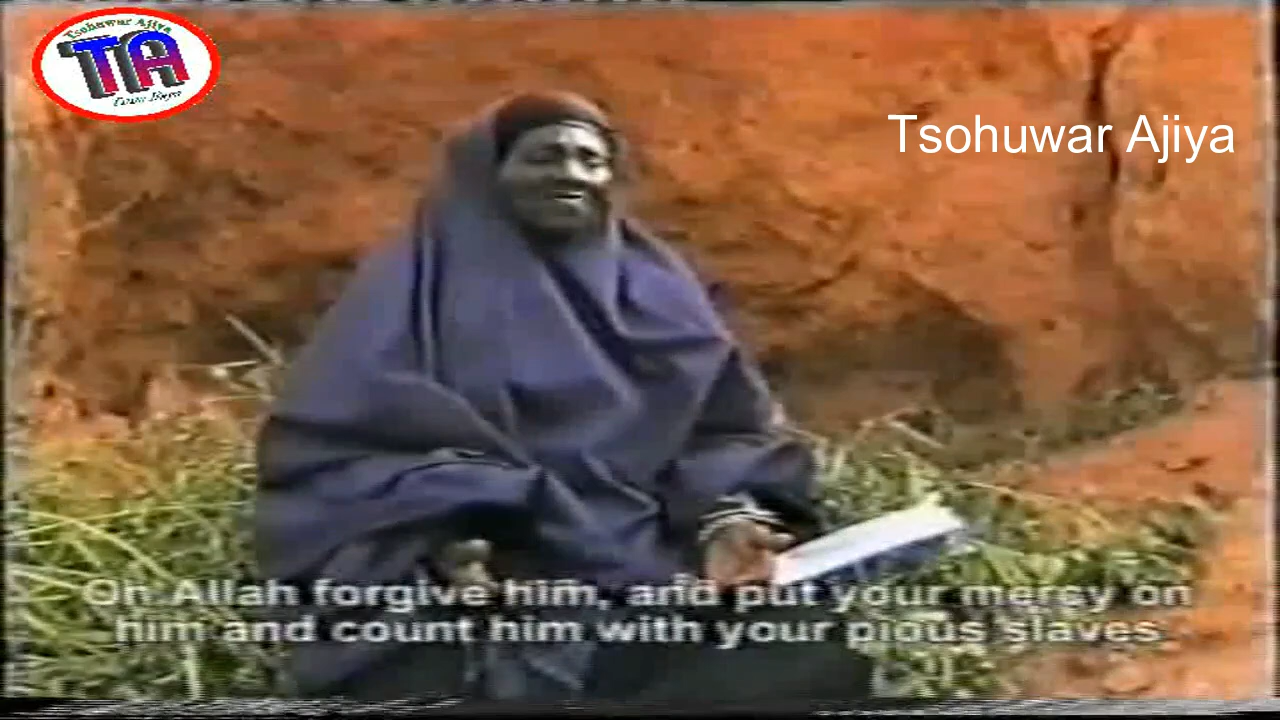 Tsohuwar Ajiya
TA
Tsohuwar Ajiya
Oh Allah forgive him, and put your mercy on
him and count him with your pious slaves.